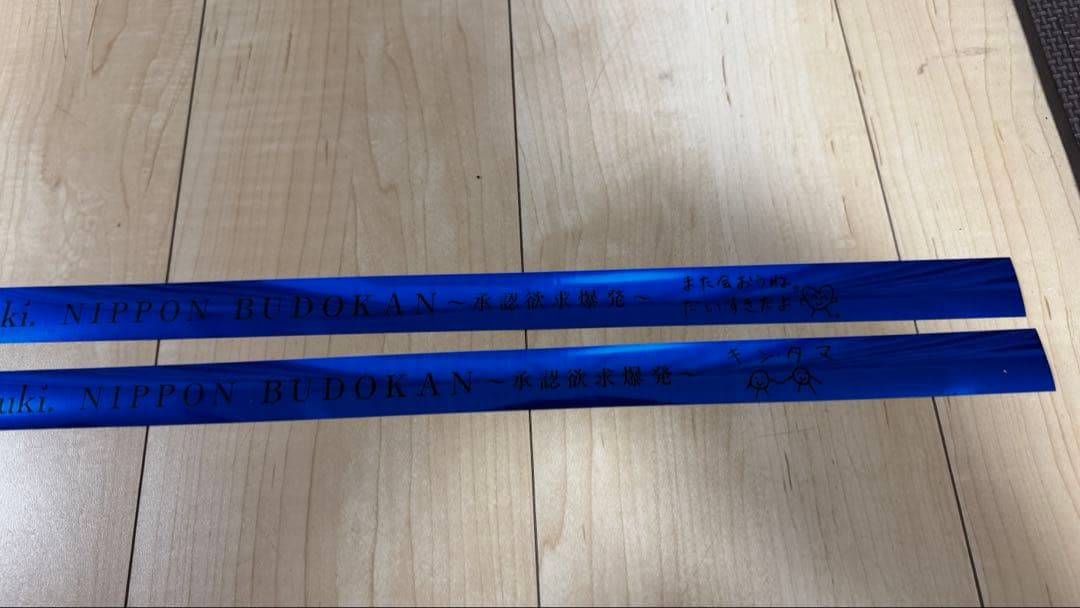 ki. NIPPON BUDOKAN ~承認欲求爆発~
また会おうね。
だいすきだよ
uki. NIPPON BUDOKAN ~承認欲求爆発~
キンタマ